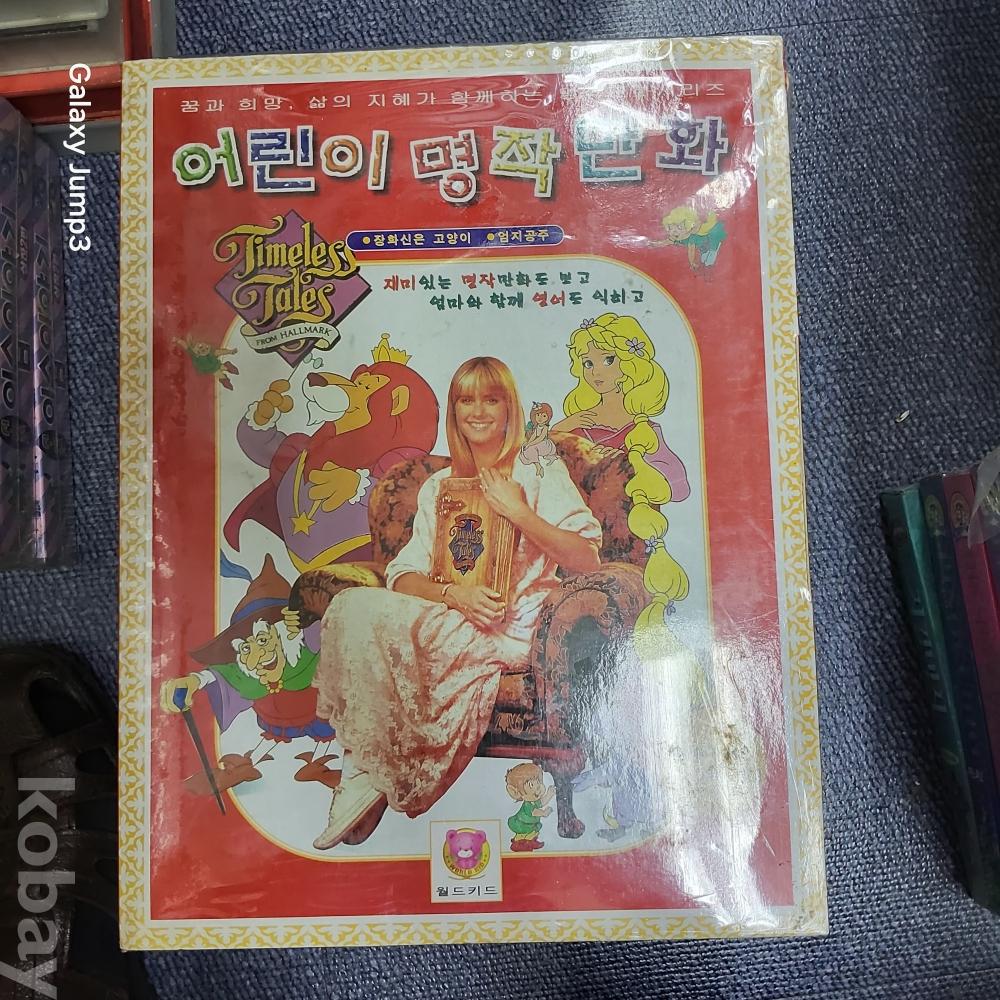 꿈과 희망, 삶의 지혜가 함께하는
어린이 명작 만화
Timeless
Tales
FROM HALLMARK
•장화신은 고양이 •엄지공주
재미있는 명작만화도 보고
엄마와 함께 영어도 익히고
Timeless
Tales
월드키드
Galaxy Jump3
kobay